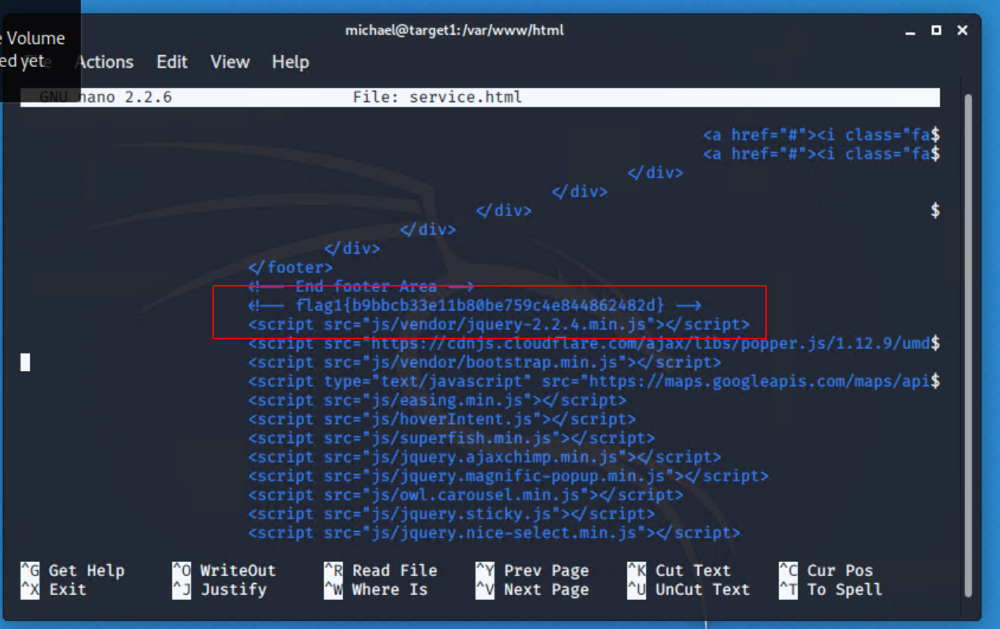 e Volume
ed yet
michael@target1:/var/www/html
Actions Edit View Help
GNU nano 2.2.6 File: service.html
<a href="#"><i class="fa$
<a href="#"><i class="fa$
</div>
</div>
</div> $
</div>
</div>
</footer>
<!-- End footer Area -->
<!-- flag1{b9bbcb33e11b80be759c4e844862482d} -->
<script src="js/vendor/jquery-2.2.4.min.js"></script>
<script src="https://cdnjs.cloudflare.com/ajax/libs/popper.js/1.12.9/umd$
<script src="js/vendor/bootstrap.min.js"></script>
<script type="text/javascript" src="https://maps.googleapis.com/maps/api$
<script src="js/easing.min.js"></script>
<script src="js/hoverIntent.js"></script>
<script src="js/superfish.min.js"></script>
<script src="js/jquery.ajaxchimp.min.js"></script>
<script src="js/jquery.magnific-popup.min.js"></script>
<script src="js/owl.carousel.min.js"></script>
<script src="js/jquery.sticky.js"></script>
<script src="js/jquery.nice-select.min.js"></script>
^G Get Help ^O WriteOut ^R Read File ^Y Prev Page ^K Cut Text ^C Cur Pos
^X Exit ^J Justify ^W Where Is ^V Next Page ^U UnCut Text ^T To Spell